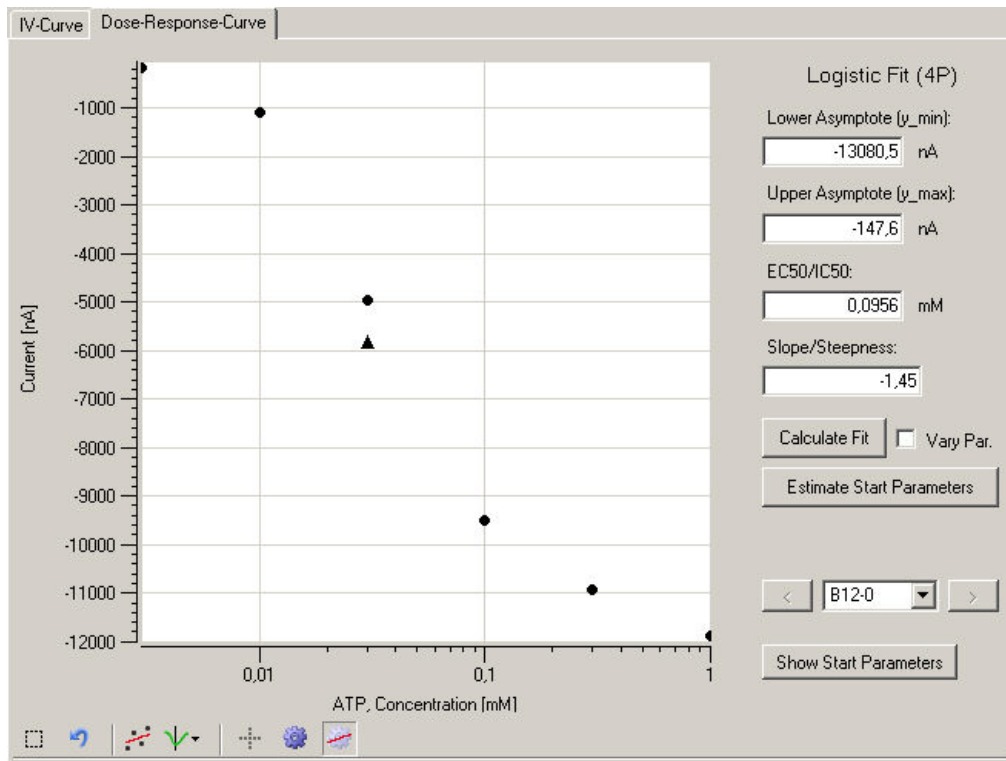 IV-Curve
Dose-Response-Curve
-1000
-2000
-3000
-4000
-5000
-6000
-7000
-8000
-9000
-10000
-11000
-12000
Current [nA]
0,01
0,1
1
ATP, Concentration [mM]
Logistic Fit (4P)
Lower Asymptote (y_min):
-13080,5 nA
Upper Asymptote (y_max):
-147,6 nA
EC50/IC50:
0,0956 mM
Slope/Steepness:
-1,45
Calculate Fit Vary Par.
Estimate Start Parameters
< B12-0 >
Show Start Parameters